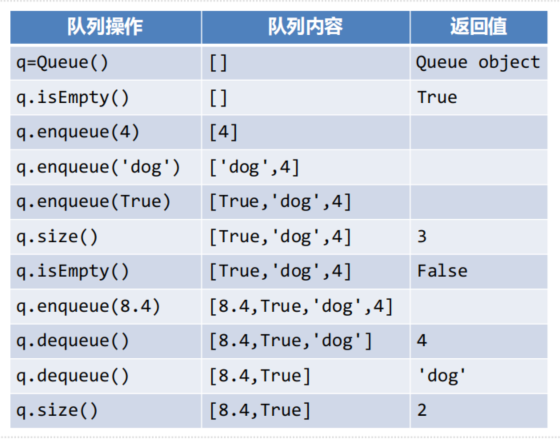 队列操作 队列内容 返回值
q=Queue() [] Queue object
q.isEmpty() [] True
q.enqueue(4) [4]
q.enqueue('dog') ['dog',4]
q.enqueue(True) [True,'dog',4]
q.size() [True,'dog',4] 3
q.isEmpty() [True,'dog',4] False
q.enqueue(8.4) [8.4,True,'dog',4]
q.dequeue() [8.4,True,'dog'] 4
q.dequeue() [8.4,True] 'dog'
q.size() [8.4,True] 2